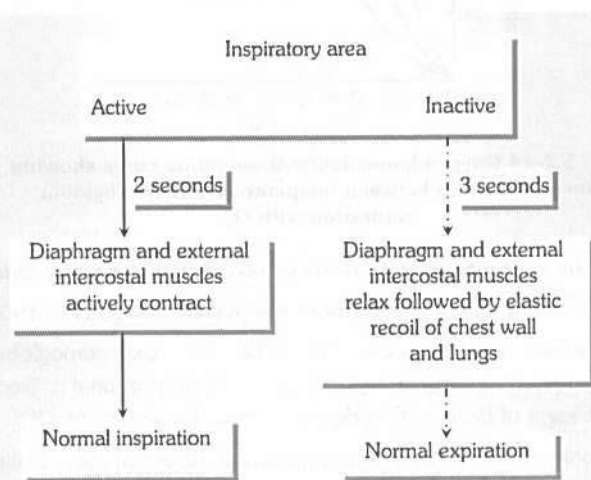 Inspiratory area
Active Inactive
2 seconds 3 seconds
Diaphragm and external
intercostal muscles
actively contract
Diaphragm and external
intercostal muscles
relax followed by elastic
recoil of chest wall
and lungs
Normal inspiration
Normal expiration